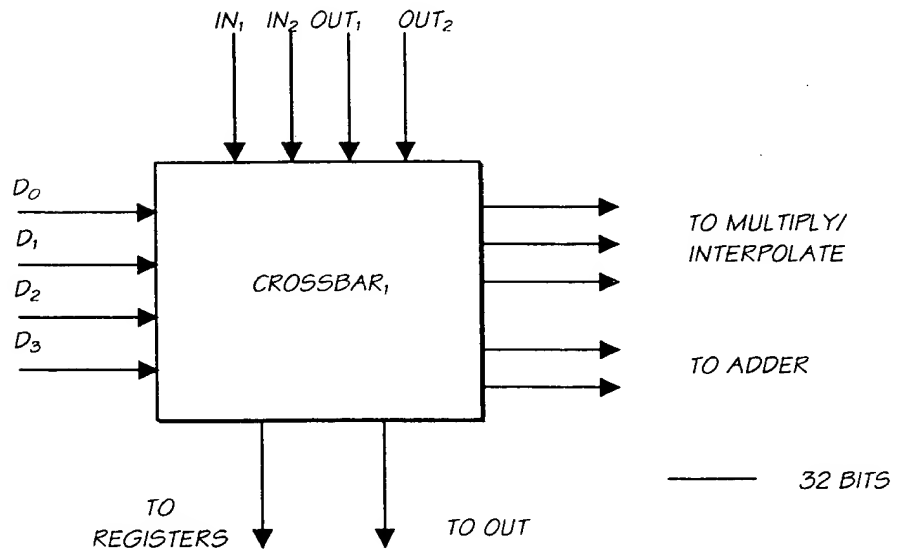 IN₁ IN₂ OUT₁ OUT₂
D₀
D₁
D₂
D₃
CROSSBAR₁
TO MULTIPLY/
INTERPOLATE
TO ADDER
32 BITS
TO
REGISTERS
TO OUT